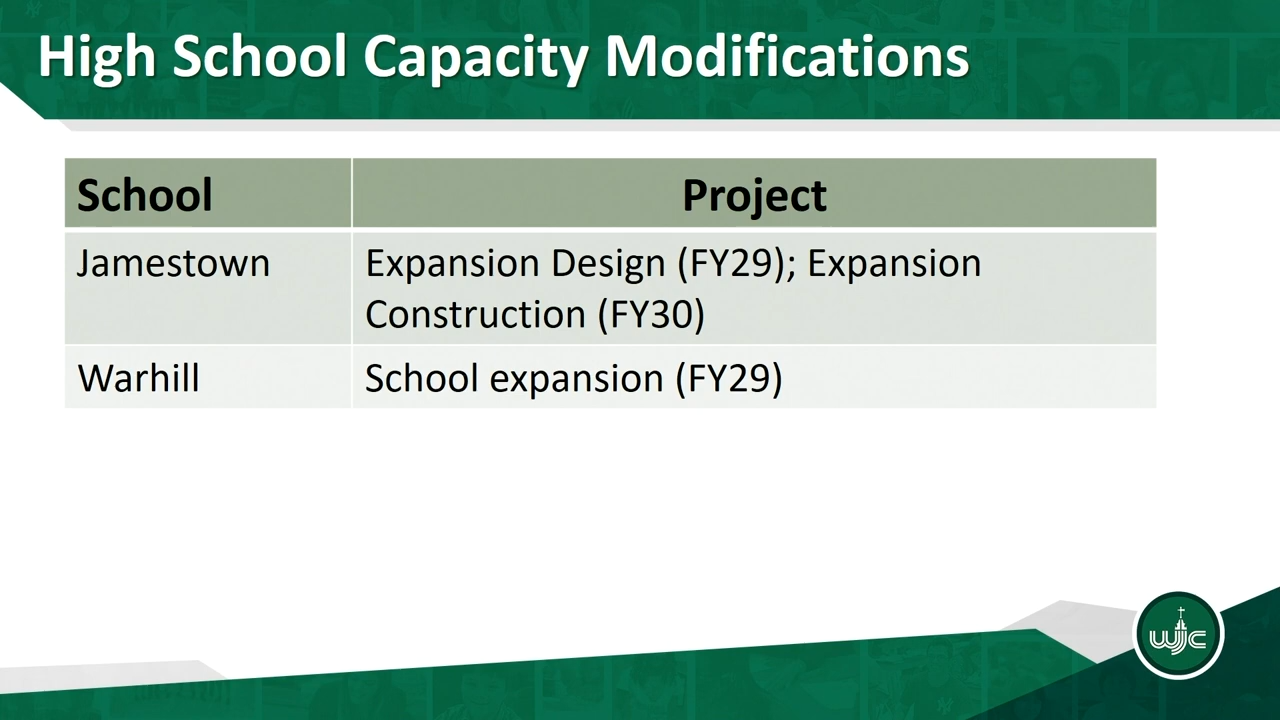 High School Capacity Modifications
School Project
Jamestown Expansion Design (FY29); Expansion
Construction (FY30)
Warhill School expansion (FY29)
WJC